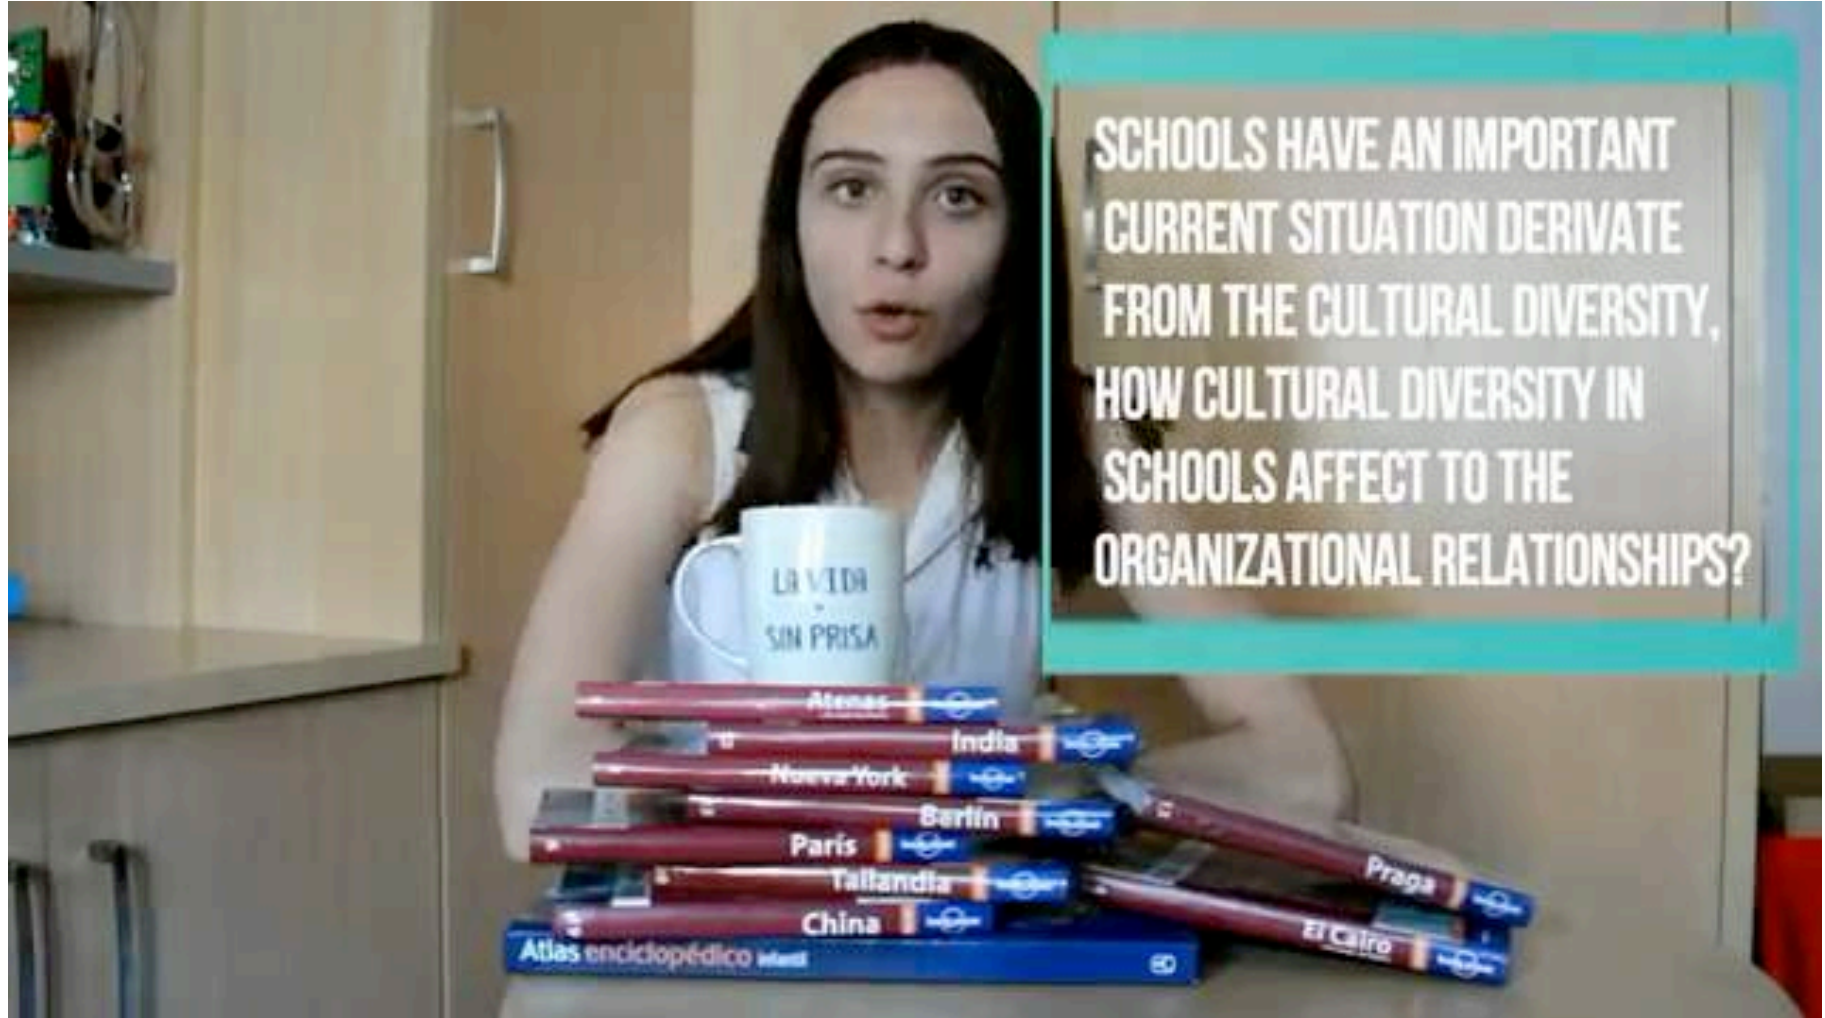 SCHOOLS HAVE AN IMPORTANT
CURRENT SITUATION DERIVATE
FROM THE CULTURAL DIVERSITY,
HOW CULTURAL DIVERSITY IN
SCHOOLS AFFECT TO THE
ORGANIZATIONAL RELATIONSHIPS?
LA VIDA
SIN PRISA
Atenas
India
Nueva York
Berlín
París
Tailandia
China
Praga
El Cairo
Atlas enciclopédico infantil